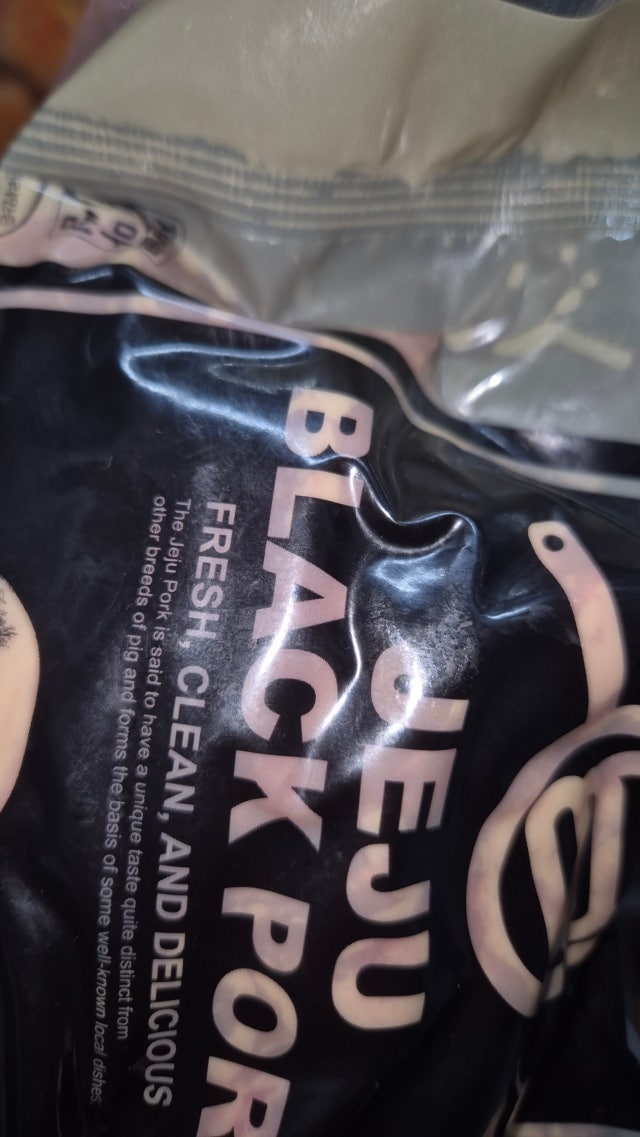 JEJU
BLACK POR
FRESH, CLEAN, AND DELICIOUS
The Jeju Pork is said to have a unique taste quite distinct from
other breeds of pig and forms the basis of some well-known local dishes.